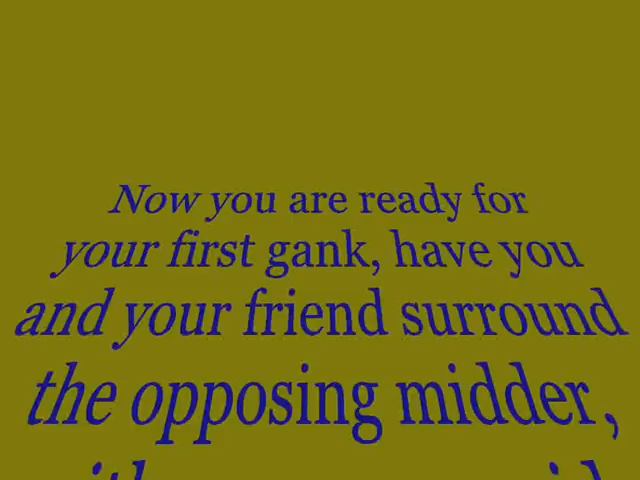 Now you are ready for
your first gank, have you
and your friend surround
the opposing midder,